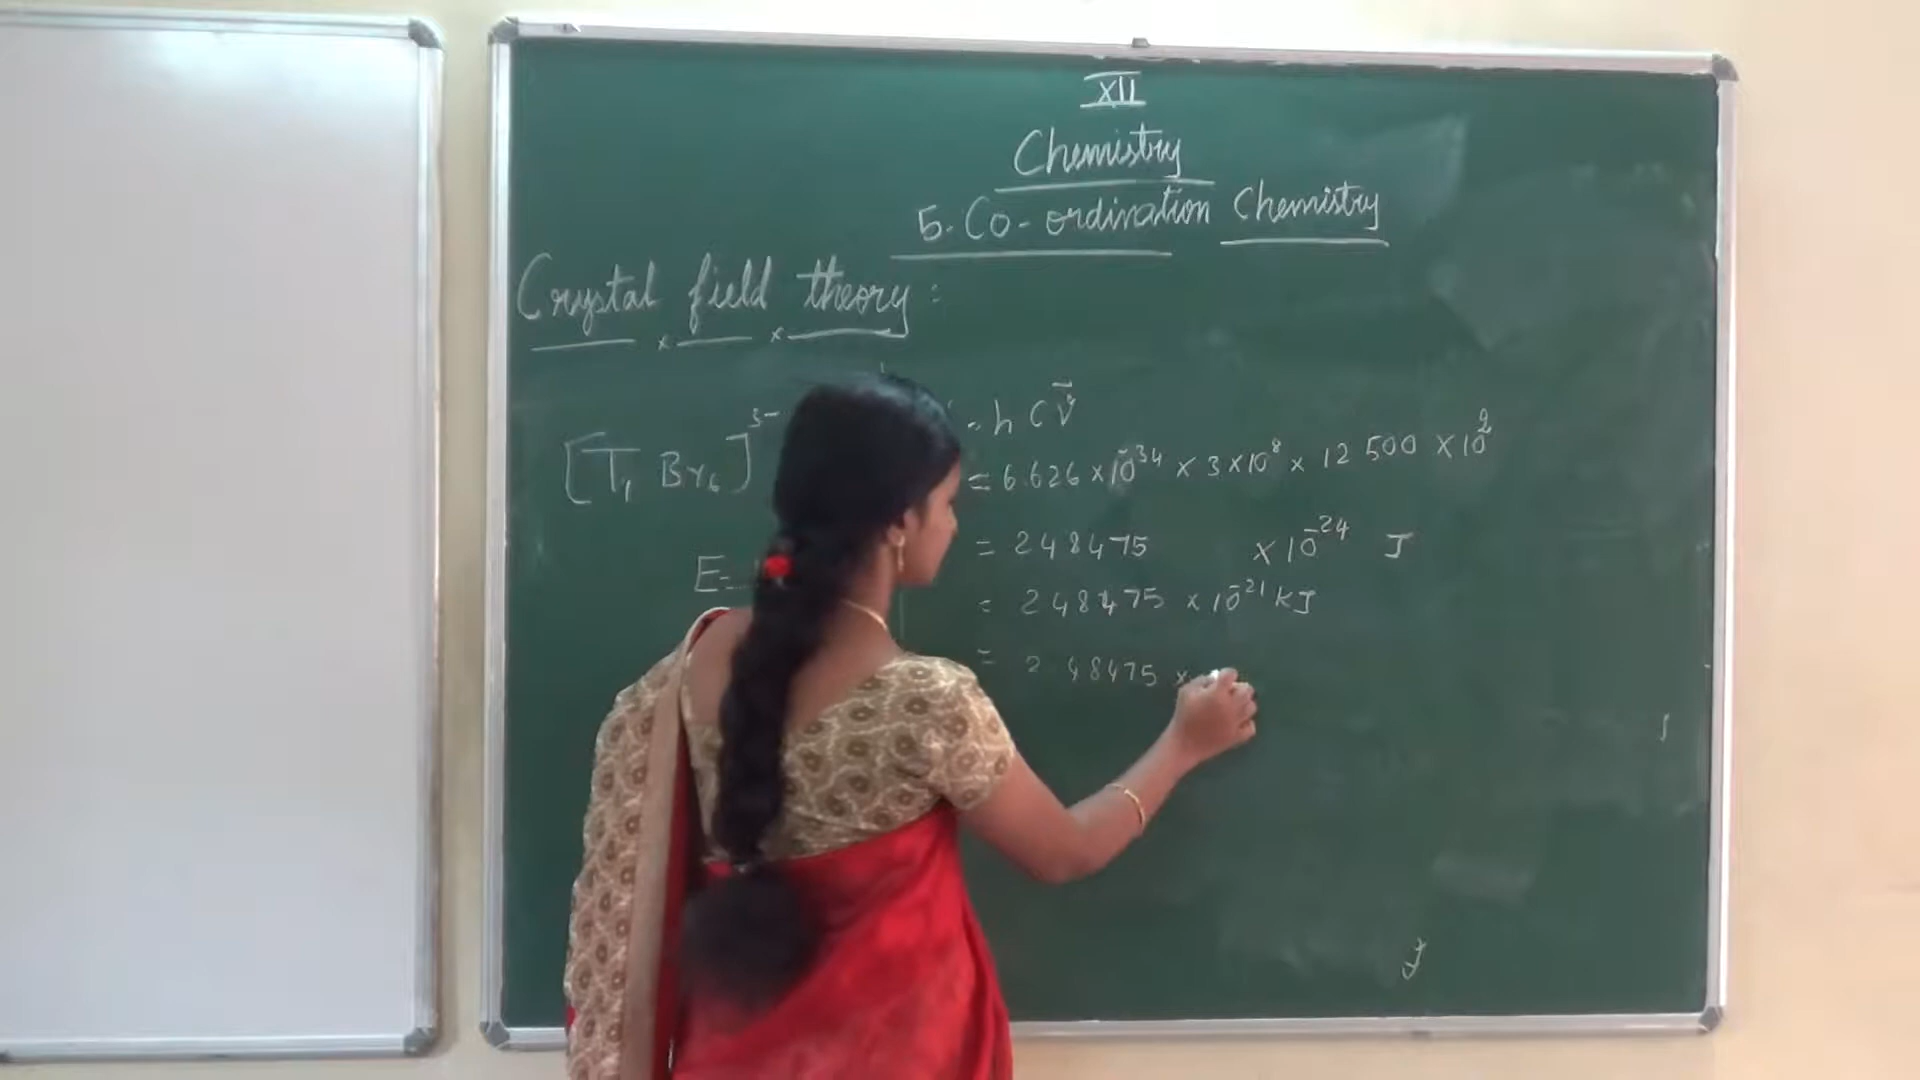 XII
Chemistry
5. Co-ordination Chemistry
Crystal field theory :
[Ti Br₆]³⁻
= h C V̄
= 6.626 × 10⁻³⁴ × 3 × 10⁸ × 12 500 × 10²
= 248475 × 10⁻²⁴ J
E =
= 248475 × 10⁻²¹ KJ
= 2 48475 ×